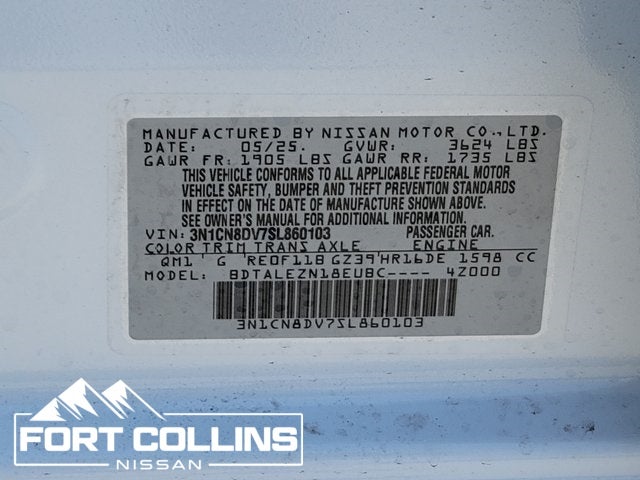 MANUFACTURED BY NISSAN MOTOR CO.,LTD.
DATE: 05/25. GVWR: 3624 LBS
GAWR FR: 1905 LBS GAWR RR: 1735 LBS
THIS VEHICLE CONFORMS TO ALL APPLICABLE FEDERAL MOTOR
VEHICLE SAFETY, BUMPER AND THEFT PREVENTION STANDARDS
IN EFFECT ON THE DATE OF MANUFACTURE SHOWN ABOVE.
SEE OWNER'S MANUAL FOR ADDITIONAL INFORMATION.
VIN: 3N1CN8DV7SL860103 PASSENGER CAR.
COLOR TRIM TRANS AXLE ENGINE
QM1 G RE0F11B GZ39 HR16DE 1598 CC
MODEL: BDTALEZN18EUBC---- 4Z000
3N1CN8DV7SL860103
FORT COLLINS
NISSAN